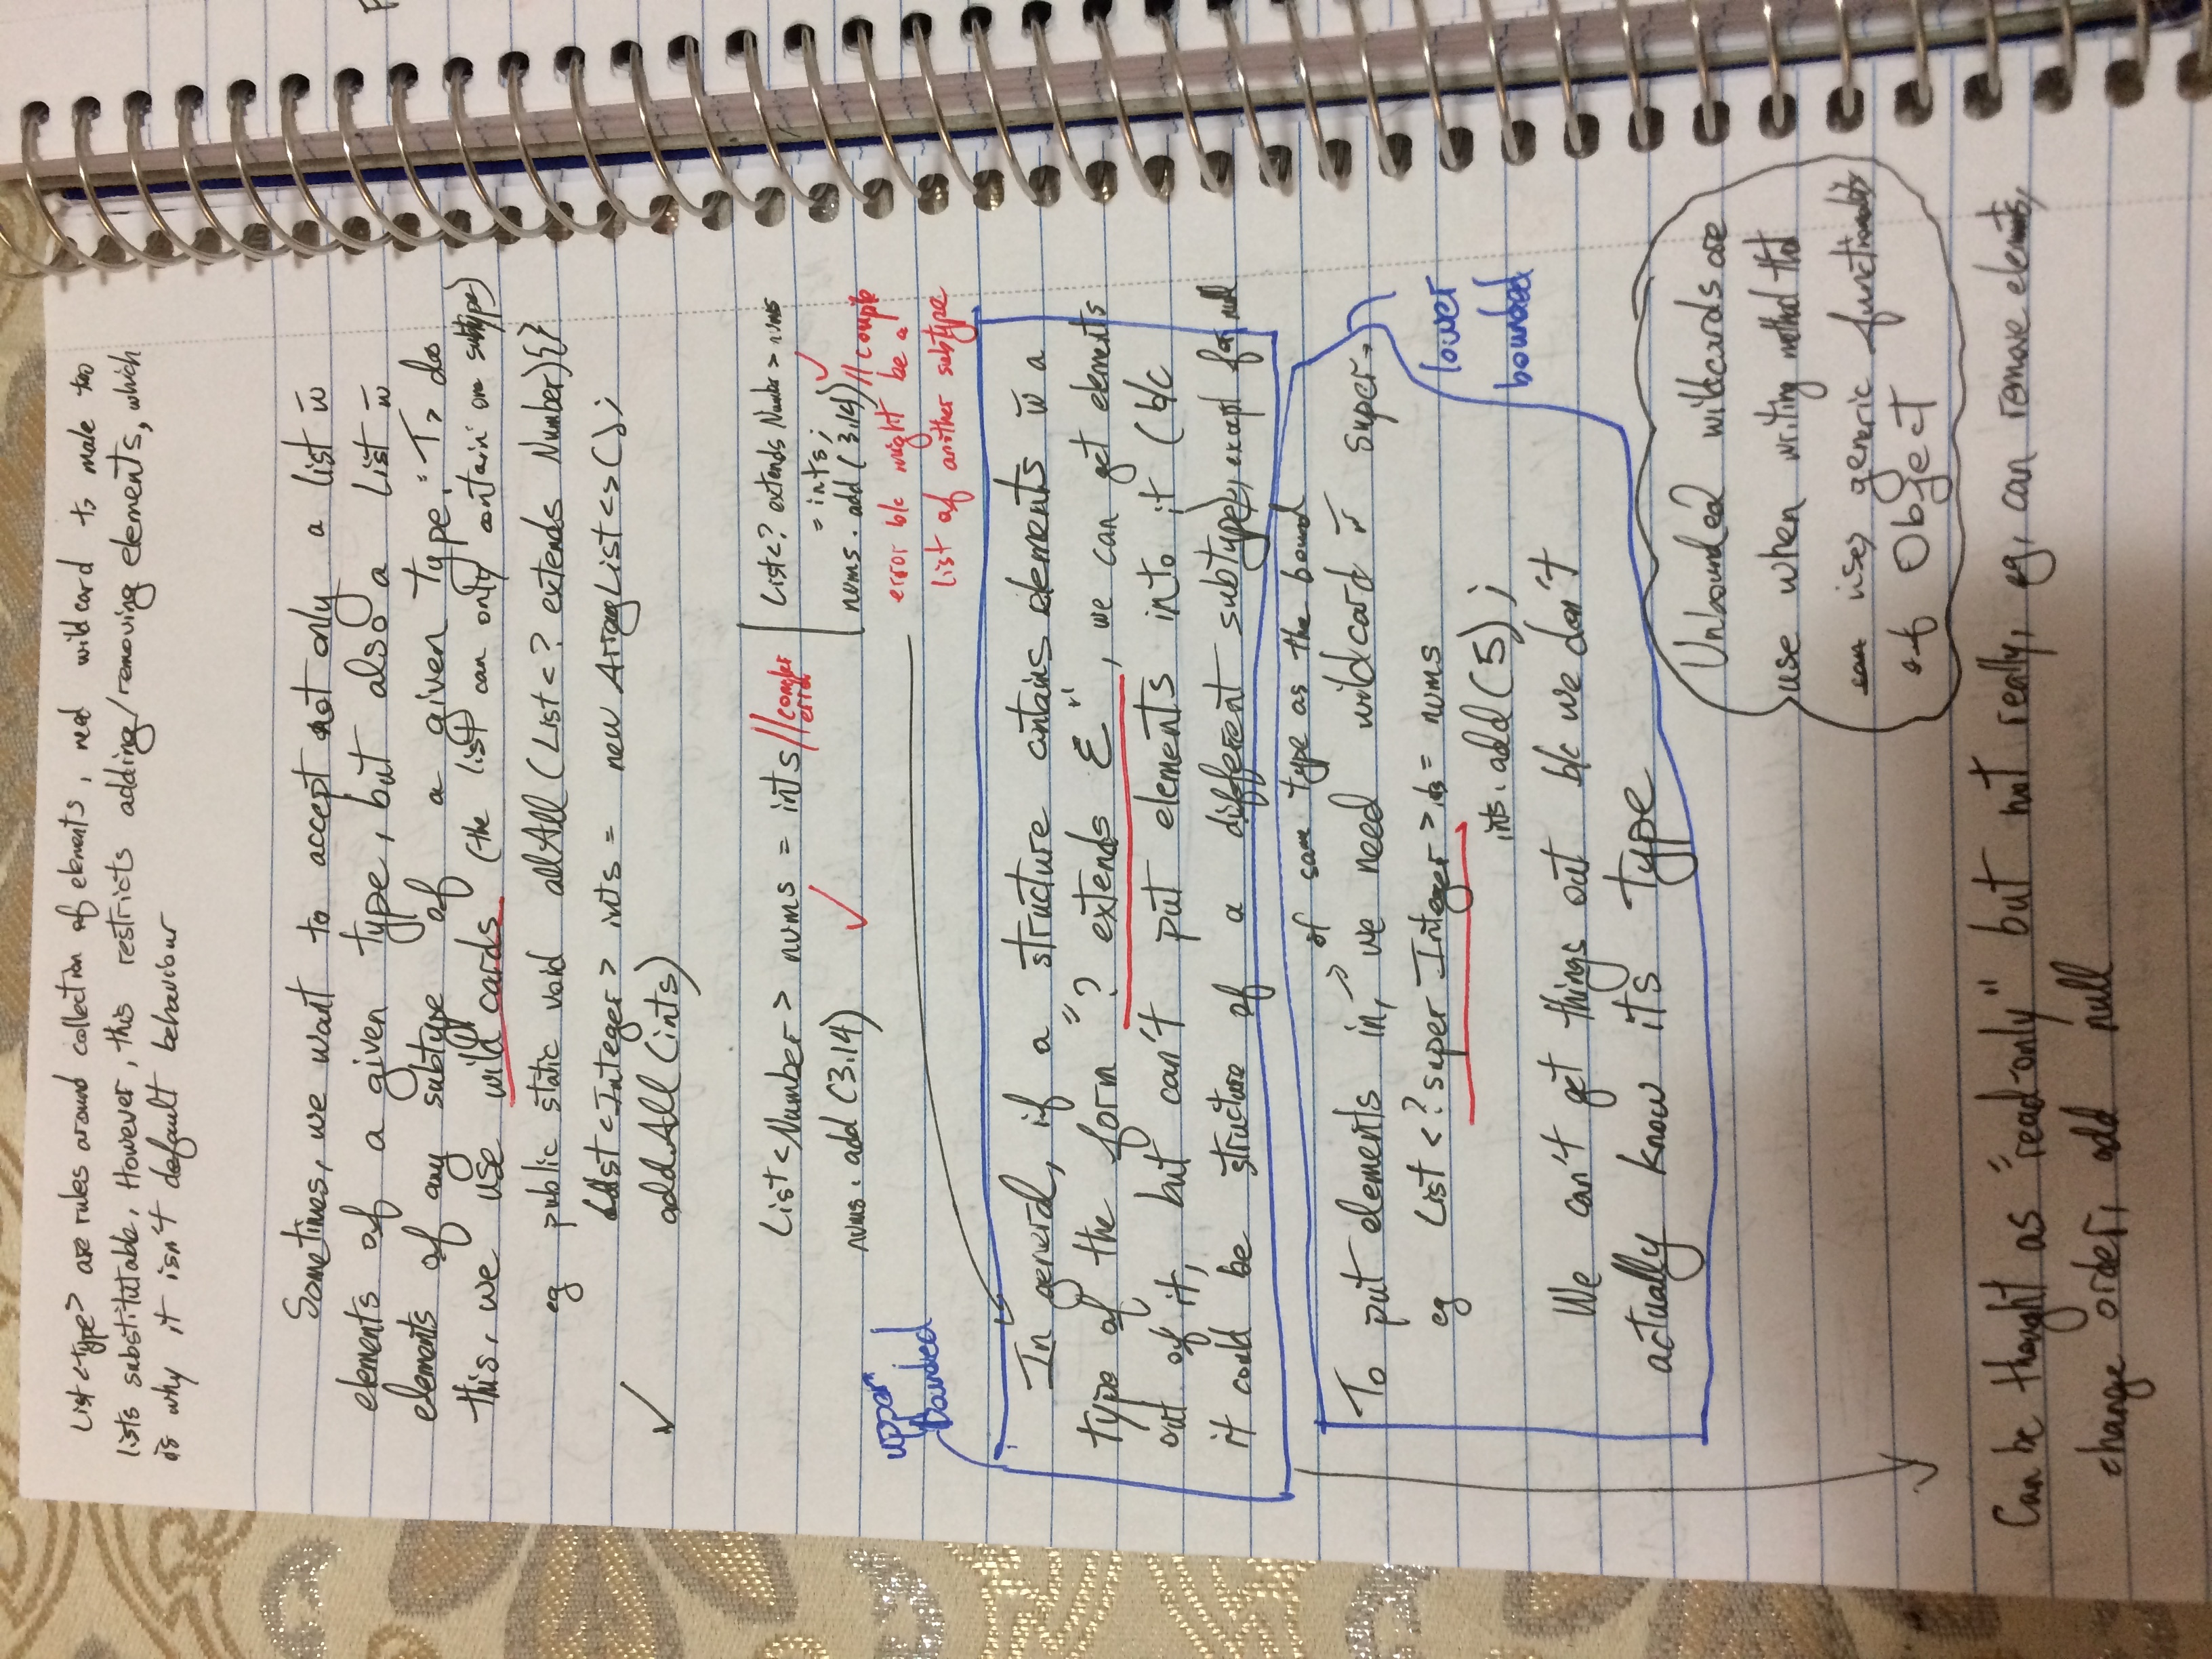 List<type> are rules around collection of elements, need wildcard to make two
lists substitutable. However, this restricts adding/removing elements, which
is why it isn't default behaviour
Sometimes, we want to accept not only a list w̄
elements of a given type, but also a List w̄
elements of any subtype of a given type. To do
this, we use wildcards (the list can only contain one subtype)
eg public static void allAll (List<? extends Number){}
List<Integer> ints = new ArrayList<>();
✓ addAll (ints)
List<Number> nums = ints //compiler
error
nums.add (3.14) ✓
List<? extends Number> nums
= ints; ✓
nums.add (3.14) //compile
error b/c might be a
list of another subtype
upper
bounded
In general, if a structure contains elements w̄ a
type of the form "? extends E", we can get elements
out of it, but can't put elements into it (b/c
it could be structure of a different subtype), except for null
of same type as the bound
To put elements in, → we need wildcard w̄ super.
eg List <? super Integer> = nums
ints.add (5);
We can't get things out b/c we don't
actually know its type
lower
bounded
Unbounded wildcards are
use when writing method that
can uses generic functionality
of Object
Can be thought as "read-only" but not really, eg, can remove elements,
change order, add null